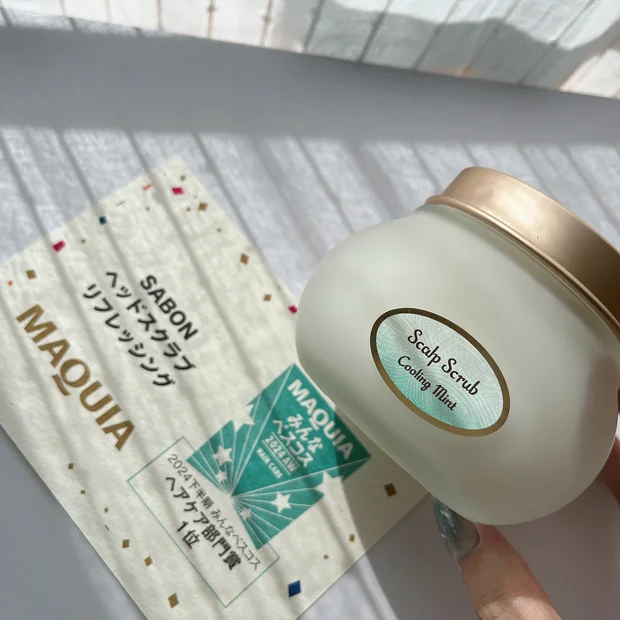 SABON
ヘッドスクラブ
リフレッシング
MAQUIA
MAQUIA
みんな
ベスコス
2024 AW
HAIR CARE
2024下半期 みんなベスコス
ヘアケア部門賞
1位
Scalp Scrub
Cooling Mint